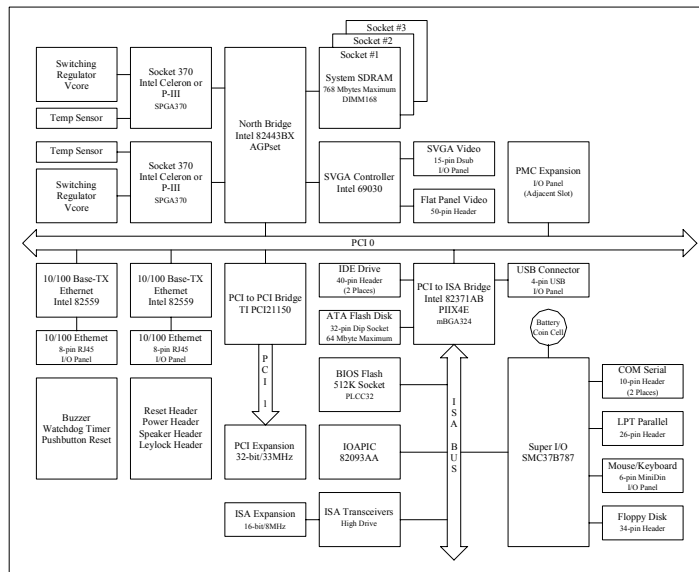 Socket #3
Socket #2
Socket #1
System SDRAM
768 Mbytes Maximum
DIMM168
Switching
Regulator
Vcore
Temp Sensor
Socket 370
Intel Celeron or
P-III
SPGA370
North Bridge
Intel 82443BX
AGPset
Temp Sensor
Switching
Regulator
Vcore
Socket 370
Intel Celeron or
P-III
SPGA370
SVGA Controller
Intel 69030
SVGA Video
15-pin Dsub
I/O Panel
Flat Panel Video
50-pin Header
PMC Expansion
I/O Panel
(Adjacent Slot)
PCI 0
10/100 Base-TX
Ethernet
Intel 82559
10/100 Base-TX
Ethernet
Intel 82559
PCI to PCI Bridge
TI PCI21150
IDE Drive
40-pin Header
(2 Places)
PCI to ISA Bridge
Intel 82371AB
PIIX4E
mBGA324
USB Connector
4-pin USB
I/O Panel
ATA Flash Disk
32-pin Dip Socket
64 Mbyte Maximum
Battery
Coin Cell
10/100 Ethernet
8-pin RJ45
I/O Panel
10/100 Ethernet
8-pin RJ45
I/O Panel
PCI 1
BIOS Flash
512K Socket
PLCC32
ISA BUS
COM Serial
10-pin Header
(2 Places)
Buzzer
Watchdog Timer
Pushbutton Reset
Reset Header
Power Header
Speaker Header
Leylock Header
PCI Expansion
32-bit/33MHz
IOAPIC
82093AA
Super I/O
SMC37B787
LPT Parallel
26-pin Header
Mouse/Keyboard
6-pin MiniDin
I/O Panel
ISA Expansion
16-bit/8MHz
ISA Transceivers
High Drive
Floppy Disk
34-pin Header